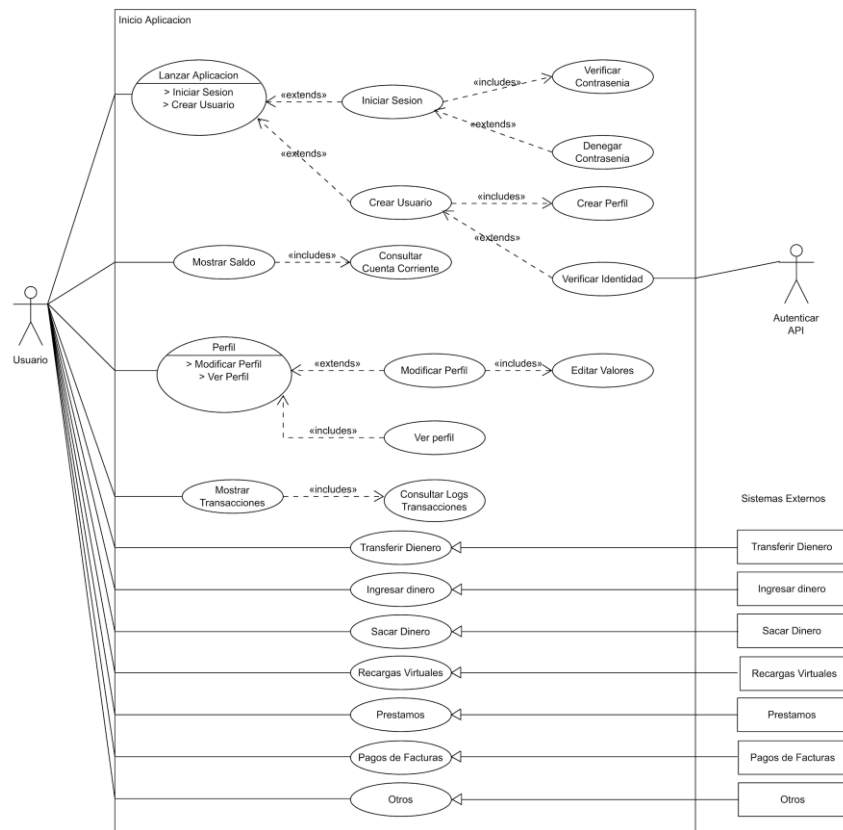 Inicio Aplicacion
Lanzar Aplicacion
> Iniciar Sesion
> Crear Usuario
«extends»
Iniciar Sesion
«includes»
Verificar
Contrasenia
«extends»
Denegar
Contrasenia
«extends»
Crear Usuario
«includes»
Crear Perfil
«extends»
Verificar Identidad
Autenticar
API
Mostrar Saldo
«includes»
Consultar
Cuenta Corriente
Usuario
Perfil
> Modificar Perfil
> Ver Perfil
«extends»
Modificar Perfil
«includes»
Editar Valores
«includes»
Ver perfil
Mostrar
Transacciones
«includes»
Consultar Logs
Transacciones
Sistemas Externos
Transferir Dienero
Transferir Dienero
Ingresar dinero
Ingresar dinero
Sacar Dinero
Sacar Dinero
Recargas Virtuales
Recargas Virtuales
Prestamos
Prestamos
Pagos de Facturas
Pagos de Facturas
Otros
Otros